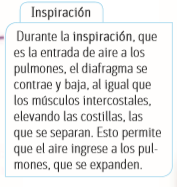 Inspiración
Durante la inspiración, que
es la entrada de aire a los
pulmones, el diafragma se
contrae y baja, al igual que
los músculos intercostales,
elevando las costillas, las
que se separan. Esto permite
que el aire ingrese a los pul-
mones, que se expanden.